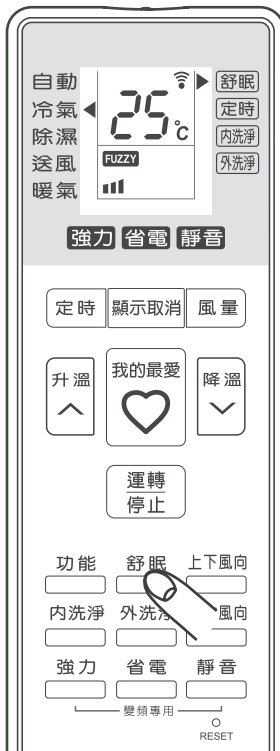 自動
舒眠
冷氣 25°C 定時
除濕 內洗淨
送風 FUZZY 外洗淨
暖氣
強力 省電 靜音
定時 顯示取消 風量
升溫 我的最愛 降溫
運轉
停止
功能 舒眠 上下風向
內洗淨 外洗淨 風向
強力 省電 靜音
變頻專用
RESET